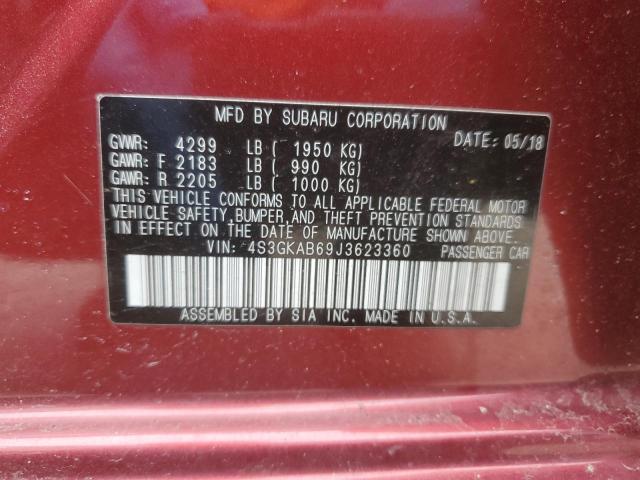 MFD BY SUBARU CORPORATION
DATE: 05/18
GVWR: 4299 LB ( 1950 KG)
GAWR: F 2183 LB ( 990 KG)
GAWR: R 2205 LB ( 1000 KG)
THIS VEHICLE CONFORMS TO ALL APPLICABLE FEDERAL MOTOR
VEHICLE SAFETY,BUMPER,AND THEFT PREVENTION STANDARDS
IN EFFECT ON THE DATE OF MANUFACTURE SHOWN ABOVE.
VIN: 4S3GKAB69J3623360 PASSENGER CAR
ASSEMBLED BY SIA INC. MADE IN U.S.A.